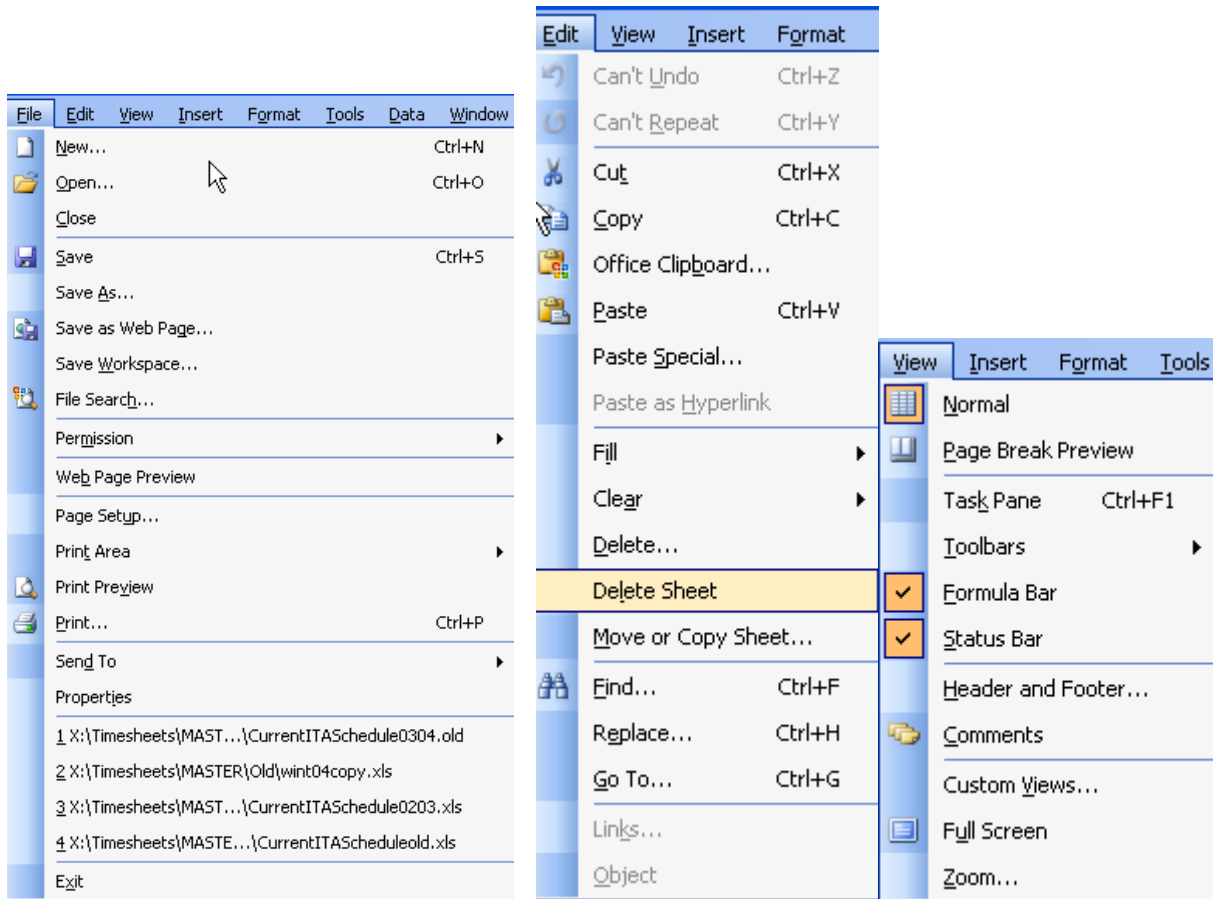 File Edit View Insert Format Tools Data Window
New... Ctrl+N
Open... Ctrl+O
Close
Save Ctrl+S
Save As...
Save as Web Page...
Save Workspace...
File Search...
Permission
Web Page Preview
Page Setup...
Print Area
Print Preview
Print... Ctrl+P
Send To
Properties
1 X:\Timesheets\MAST...\CurrentITASchedule0304.old
2 X:\Timesheets\MASTER\Old\wint04copy.xls
3 X:\Timesheets\MAST...\CurrentITASchedule0203.xls
4 X:\Timesheets\MASTE...\CurrentITAScheduleold.xls
Exit
Edit View Insert Format
Can't Undo Ctrl+Z
Can't Repeat Ctrl+Y
Cut Ctrl+X
Copy Ctrl+C
Office Clipboard...
Paste Ctrl+V
Paste Special...
Paste as Hyperlink
Fill
Clear
Delete...
Delete Sheet
Move or Copy Sheet...
Find... Ctrl+F
Replace... Ctrl+H
Go To... Ctrl+G
Links...
Object
View Insert Format Tools
Normal
Page Break Preview
Task Pane Ctrl+F1
Toolbars
Formula Bar
Status Bar
Header and Footer...
Comments
Custom Views...
Full Screen
Zoom...